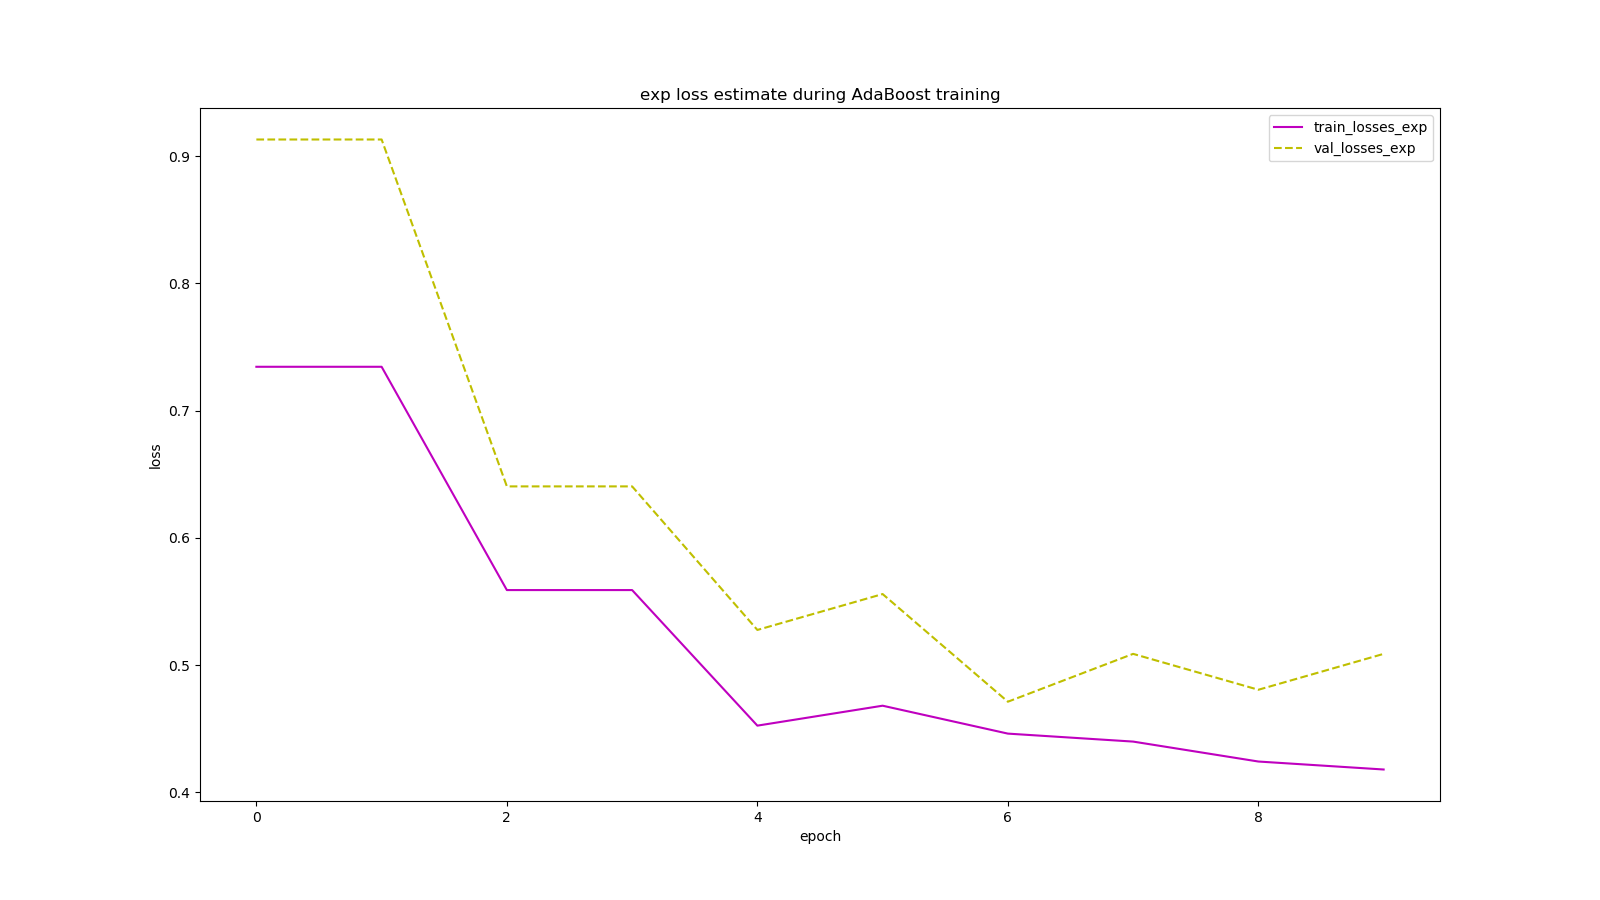 exp loss estimate during AdaBoost training
train_losses_exp
val_losses_exp
0.9
0.8
0.7
0.6
0.5
0.4
loss
0 2 4 6 8
epoch